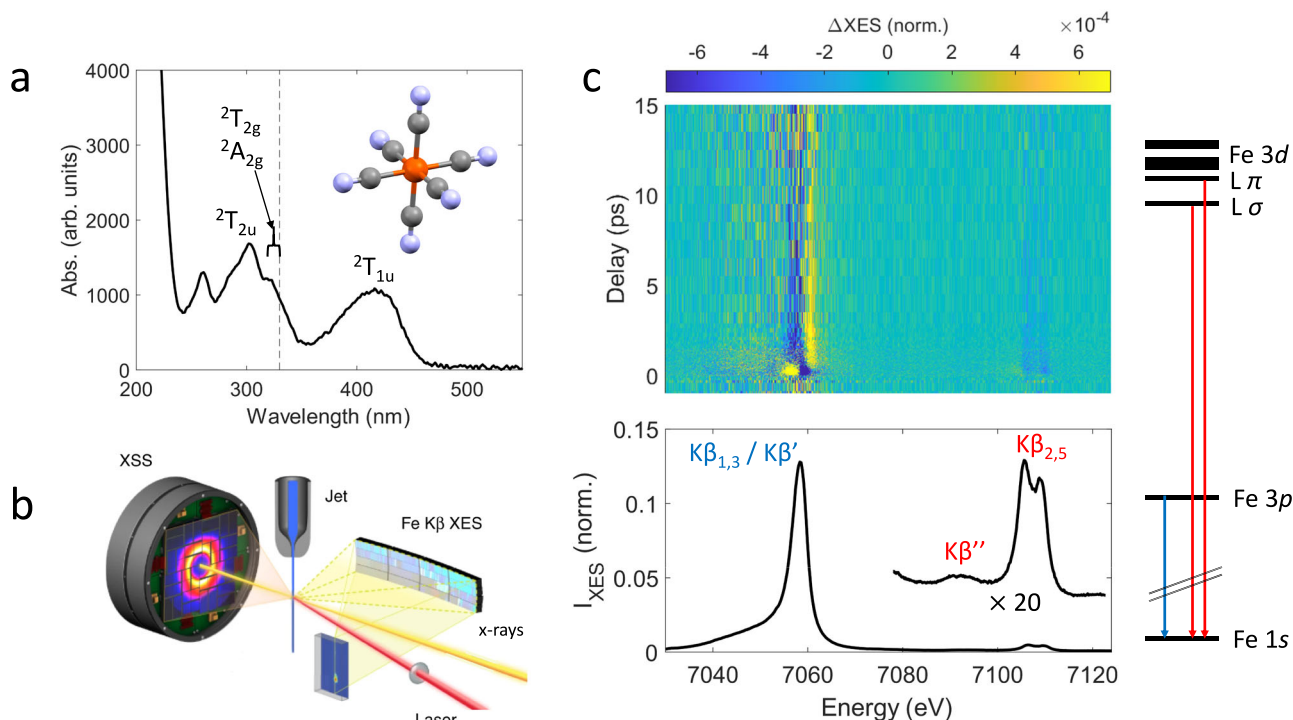 a
4000
3000
2000
1000
0
Abs. (arb. units)
²T₂g
²A₂g
²T₂u
²T₁u
200
300
400
500
Wavelength (nm)
b
XSS
Jet
Fe Kβ XES
x-rays
Laser
c
ΔXES (norm.)
×10⁻⁴
-6
-4
-2
0
2
4
6
15
10
5
0
Delay (ps)
0.15
0.1
0.05
0
I_XES (norm.)
Kβ₁,₃ / Kβ’
Kβ’’
Kβ₂,₅
× 20
7040
7060
7080
7100
7120
Energy (eV)
Fe 3d
L π
L σ
Fe 3p
Fe 1s